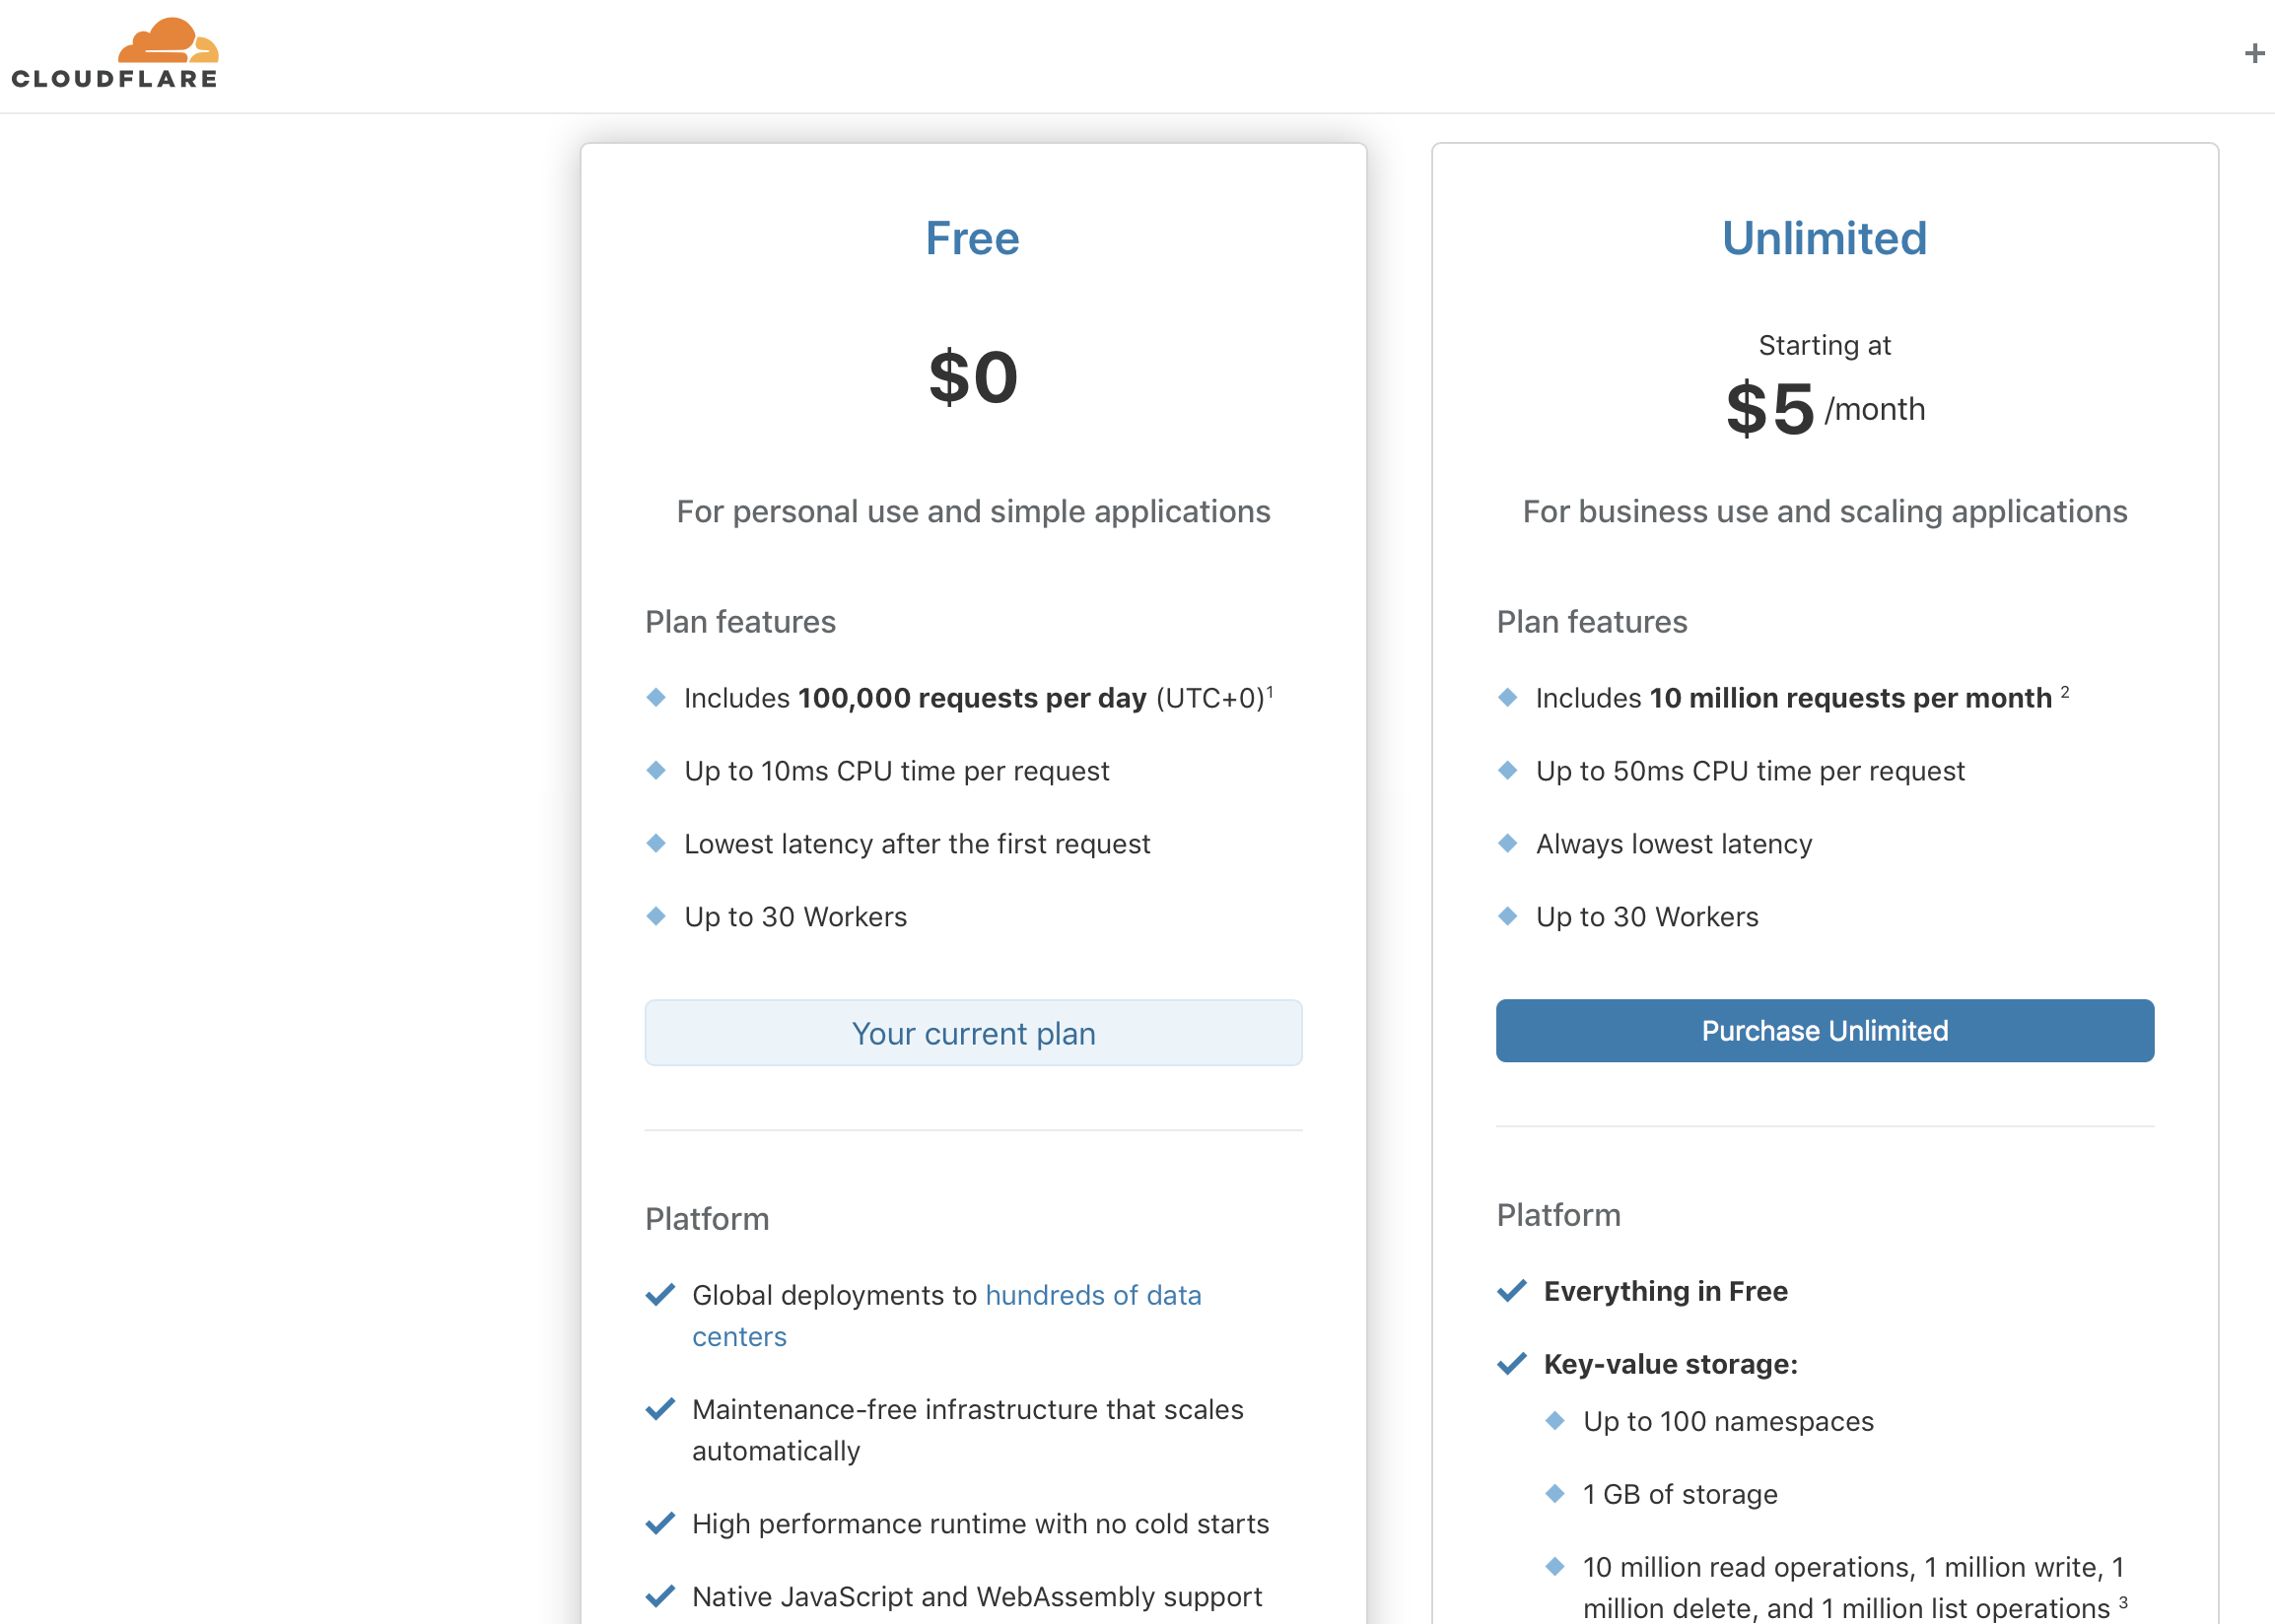 CLOUDFLARE
+
Free
$0
For personal use and simple applications
Plan features
Includes 100,000 requests per day (UTC+0)¹
Up to 10ms CPU time per request
Lowest latency after the first request
Up to 30 Workers
Your current plan
Platform
Global deployments to hundreds of data
centers
Maintenance-free infrastructure that scales
automatically
High performance runtime with no cold starts
Native JavaScript and WebAssembly support
Unlimited
Starting at
$5 /month
For business use and scaling applications
Plan features
Includes 10 million requests per month ²
Up to 50ms CPU time per request
Always lowest latency
Up to 30 Workers
Purchase Unlimited
Platform
Everything in Free
Key-value storage:
Up to 100 namespaces
1 GB of storage
10 million read operations, 1 million write, 1
million delete, and 1 million list operations ³